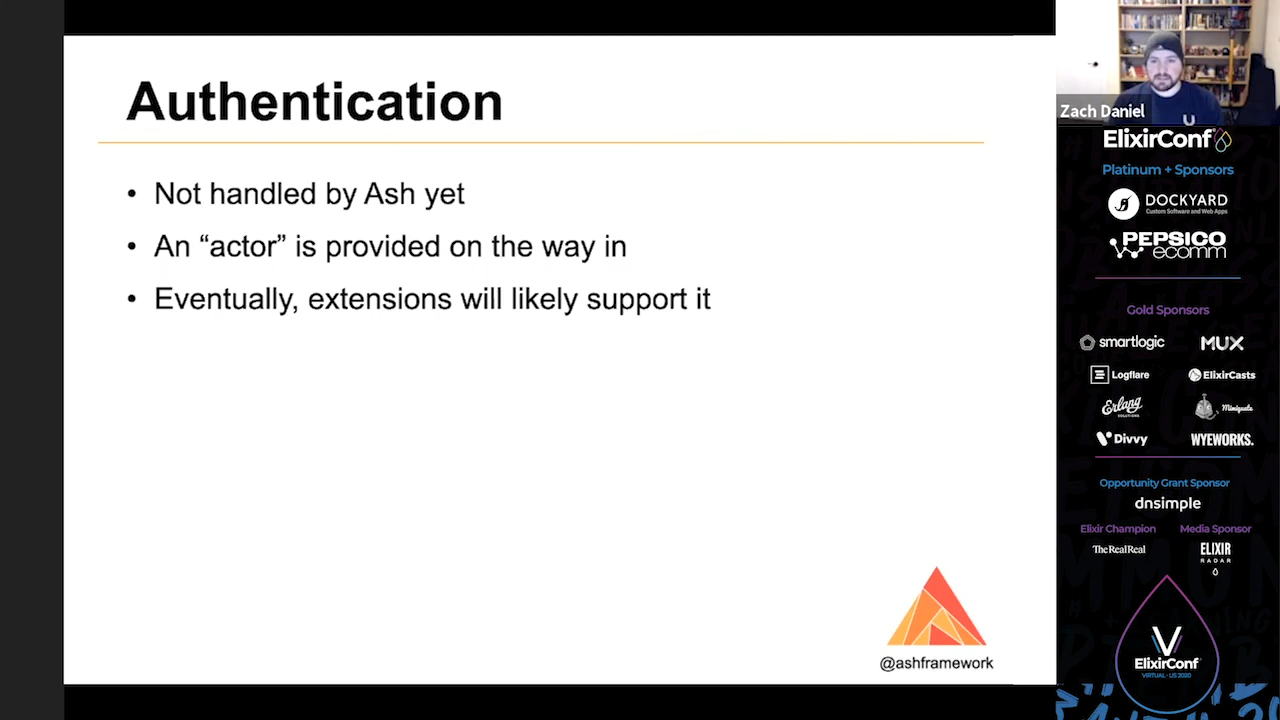 Authentication
• Not handled by Ash yet
• An “actor” is provided on the way in
• Eventually, extensions will likely support it
@ashframework
Zach Daniel
ElixirConf
Platinum + Sponsors
DOCKYARD
Custom Software and Web Apps
PEPSICO
ecomm
Gold Sponsors
smartlogic
MUX
Logflare
ElixirCasts
Erlang
SOLUTIONS
Miniquate
Divvy
WYEWORKS.
Opportunity Grant Sponsor
dnsimple
Elixir Champion
Media Sponsor
TheRealReal
ELIXIR
RADAR
ElixirConf
VIRTUAL · US 2020